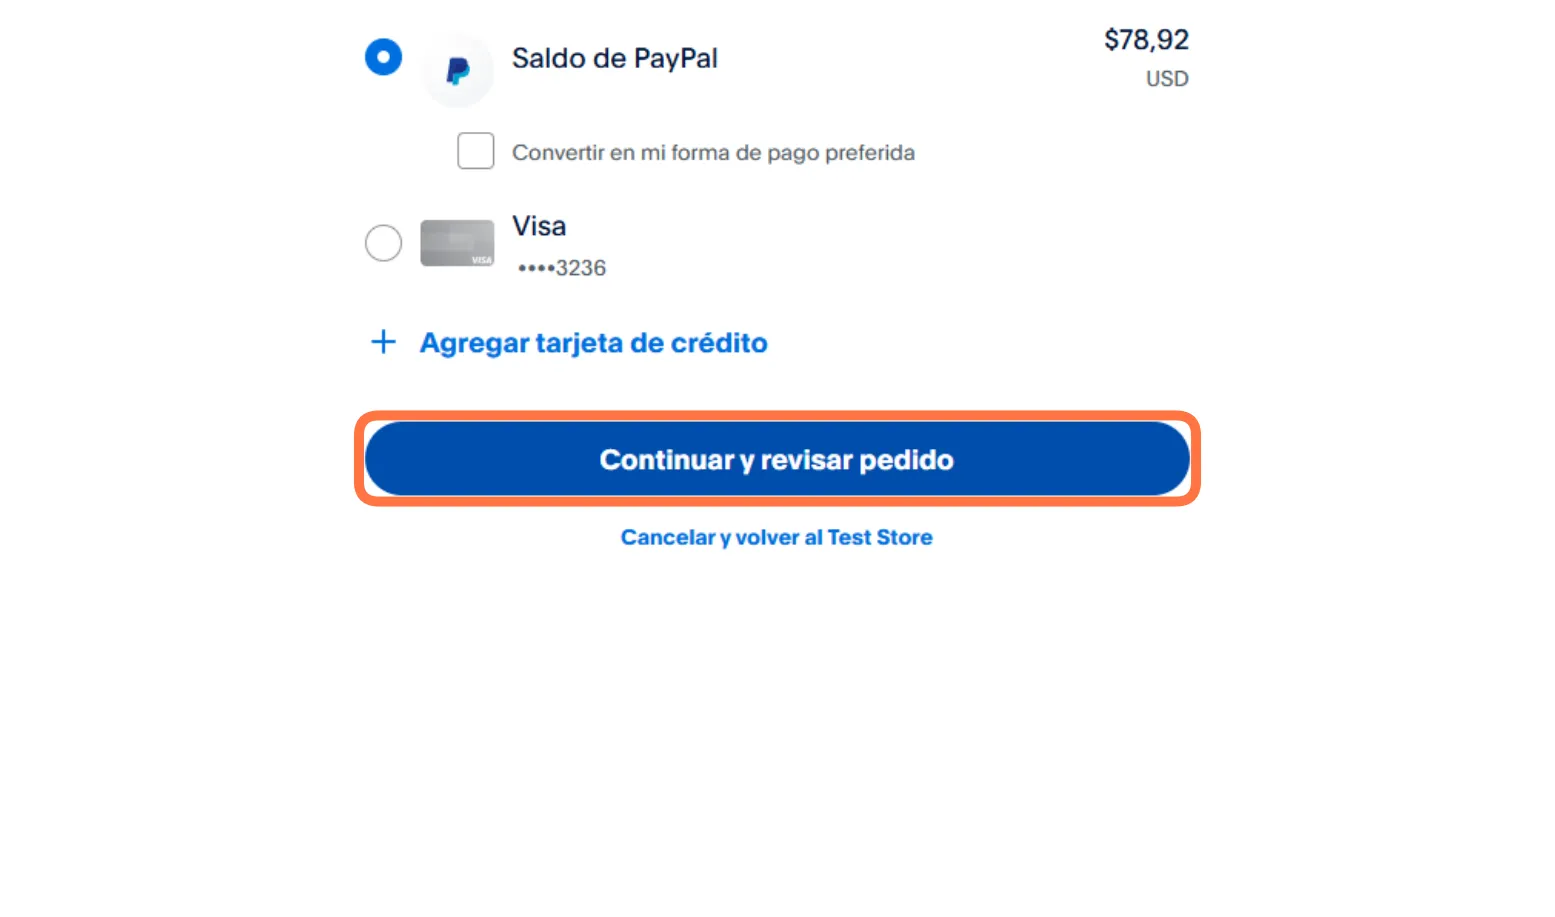 Saldo de PayPal
$78,92
USD
Convertir en mi forma de pago preferida
Visa
VISA
••••3236
+ Agregar tarjeta de crédito
Continuar y revisar pedido
Cancelar y volver al Test Store